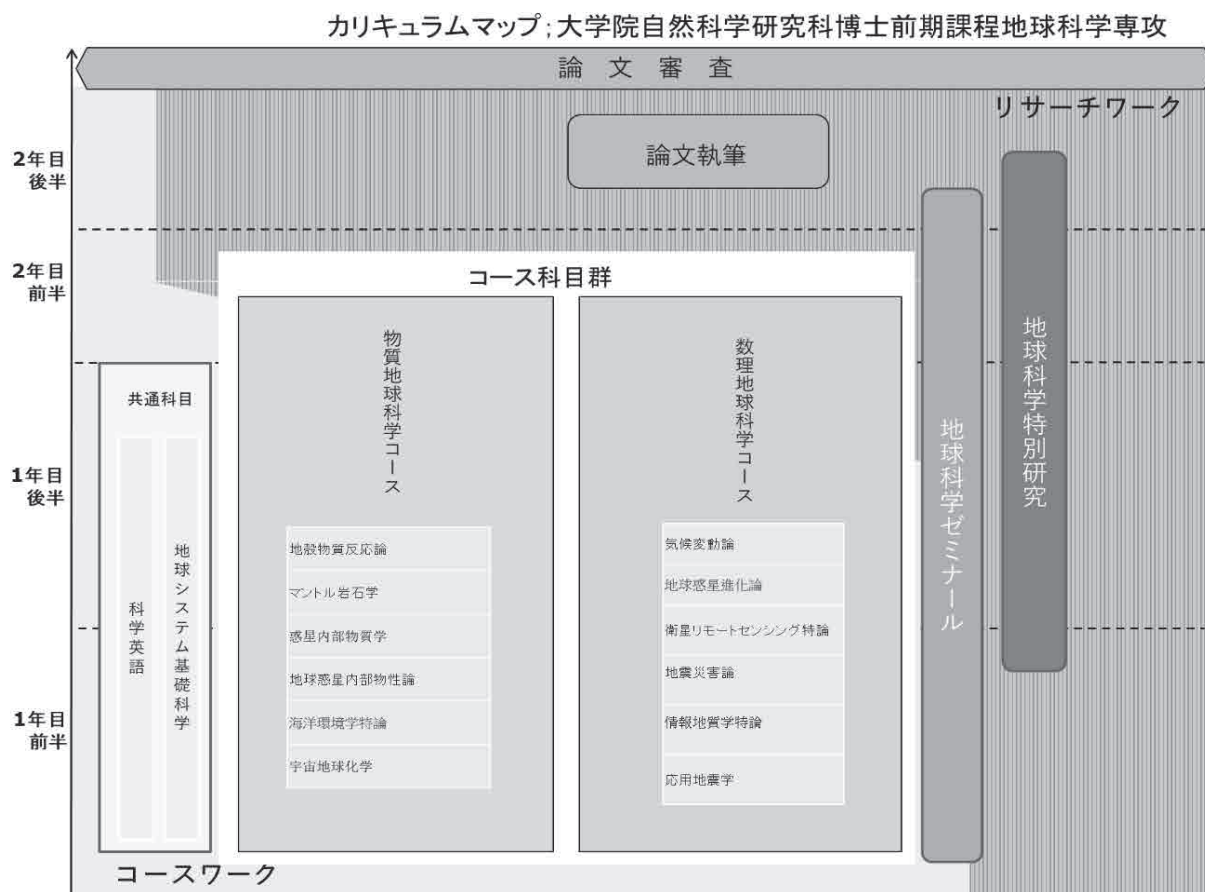 カリキュラムマップ;大学院自然科学研究科博士前期課程地球科学専攻
論文審査
リサーチワーク
2年目
後半
論文執筆
2年目
前半
コース科目群
物質地球科学コース
数理地球科学コース
地球科学ゼミナール
地球科学特別研究
共通科目
1年目
後半
科学英語
地球システム基礎科学
地殻物質反応論
マントル岩石学
惑星内部物質学
地球惑星内部物性論
海洋環境学特論
宇宙地球化学
気候変動論
地球惑星進化論
衛星リモートセンシング特論
地震災害論
情報地質学特論
応用地震学
1年目
前半
コースワーク